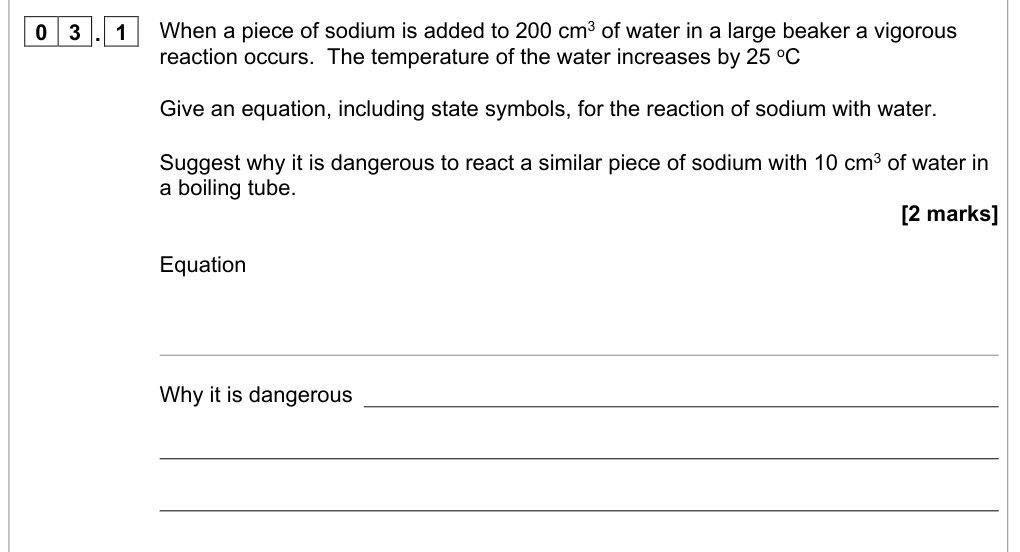 0 3 . 1 When a piece of sodium is added to 200 cm³ of water in a large beaker a vigorous
reaction occurs. The temperature of the water increases by 25 ºC
Give an equation, including state symbols, for the reaction of sodium with water.
Suggest why it is dangerous to react a similar piece of sodium with 10 cm³ of water in
a boiling tube.
[2 marks]
Equation
Why it is dangerous